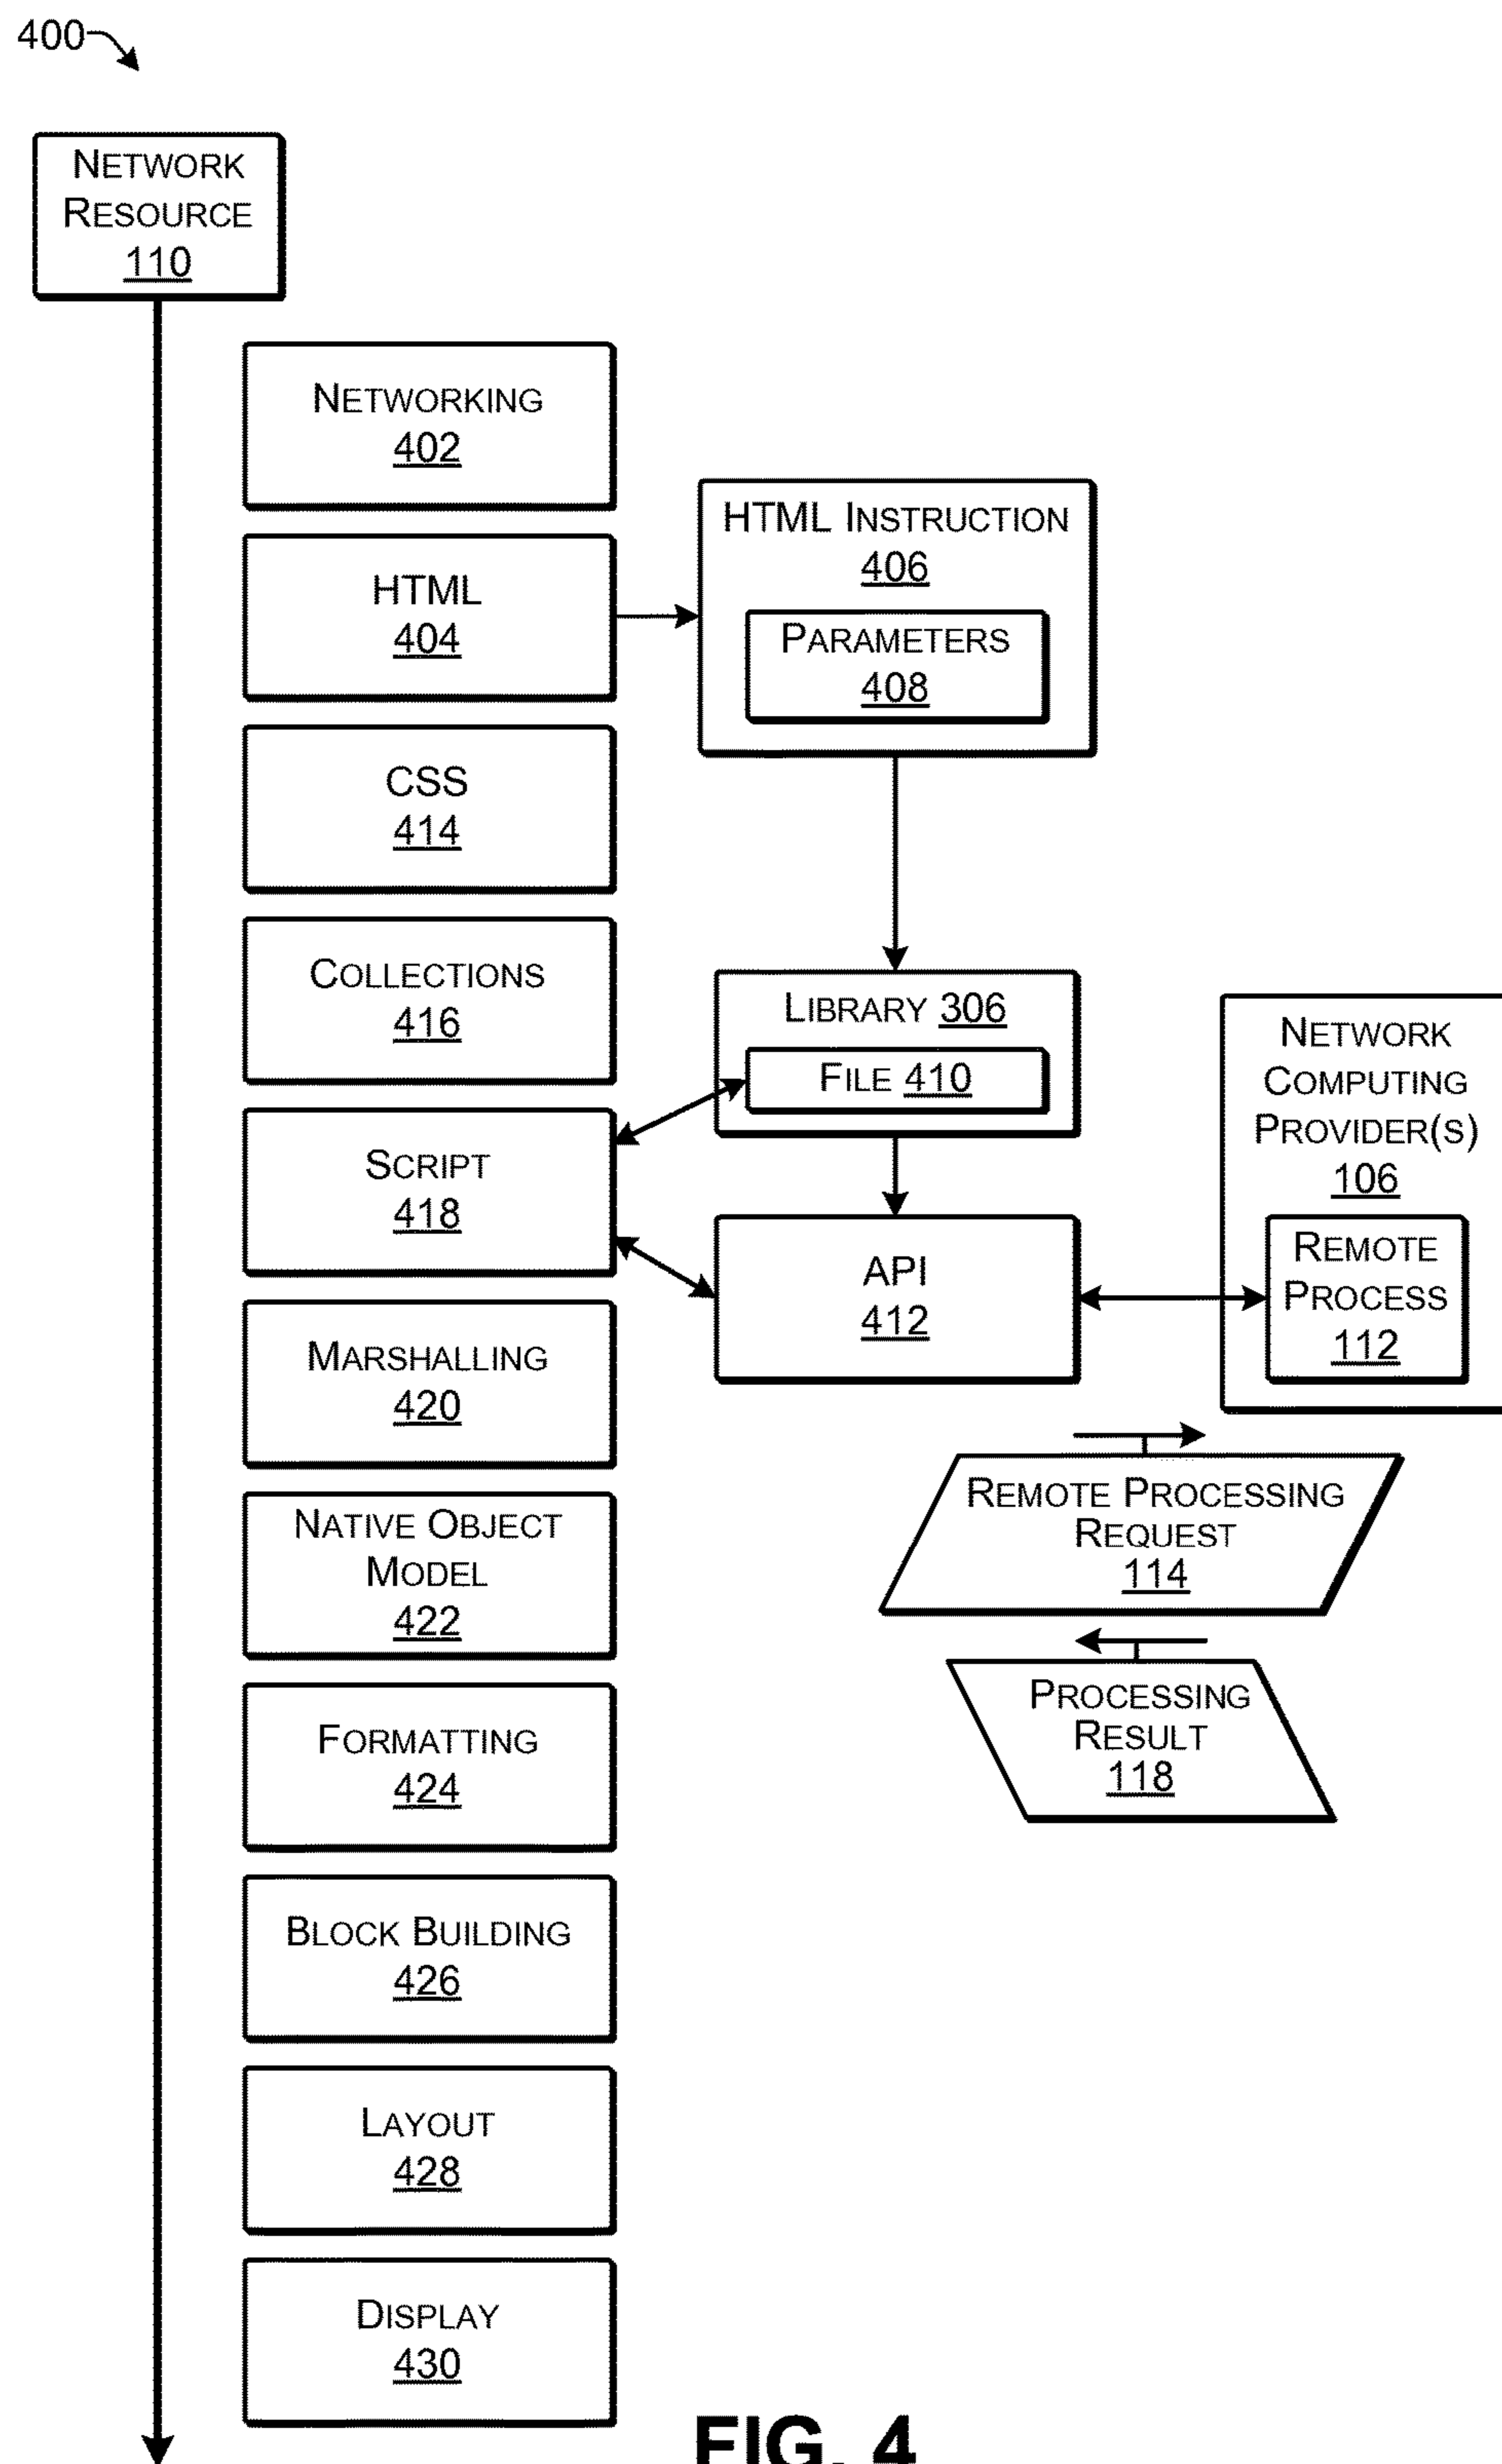 400
NETWORK
RESOURCE
110
NETWORKING
402
HTML
404
HTML INSTRUCTION
406
PARAMETERS
408
CSS
414
COLLECTIONS
416
LIBRARY 306
FILE 410
NETWORK
COMPUTING
PROVIDER(S)
106
REMOTE
PROCESS
112
SCRIPT
418
API
412
MARSHALLING
420
REMOTE PROCESSING
REQUEST
114
NATIVE OBJECT
MODEL
422
PROCESSING
RESULT
118
FORMATTING
424
BLOCK BUILDING
426
LAYOUT
428
DISPLAY
430
FIG. 4